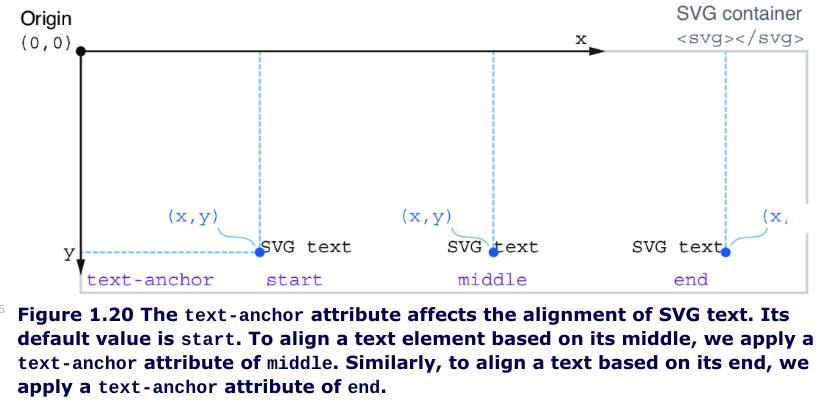 Origin
(0,0)
SVG container
<svg></svg>
x
(x,y)
(x,y)
(x,
y
SVG text
SVG text
SVG text
text-anchor
start
middle
end
5
Figure 1.20 The text-anchor attribute affects the alignment of SVG text. Its
default value is start. To align a text element based on its middle, we apply a
text-anchor attribute of middle. Similarly, to align a text based on its end, we
apply a text-anchor attribute of end.